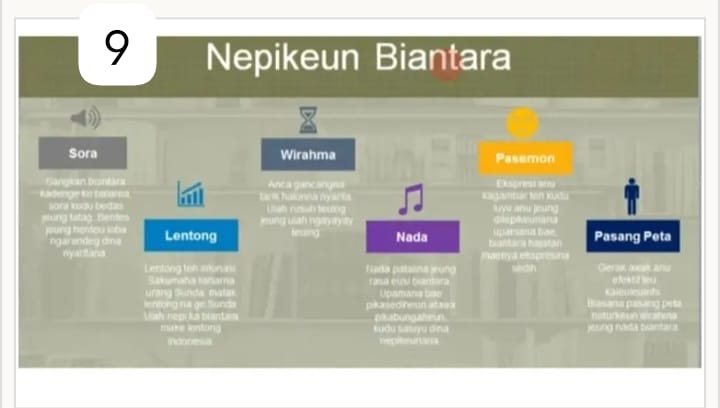 9
Nepikeun Biantara
Sora
Sangkan biantara
kadenge ku balarea
sora kudu bedas
jeung tatag. Bentes
jeung henteu loba
ngarandeg dina
nyaritana
Lentong
Lentong teh intonasi
Sakumaha bahasana
urang Sunda, matak
lentong na ge Sunda
Ulah nepi ka biantara
make lentong
Indonesia
Wirahma
Anca gancangna
tarik halonna nyarita
Ulah rusuh teuing
jeung ulah ngayayay
teuing
Nada
Nada patalina jeung
rasa eusi biantara
Upamana bae
pikasediheun atawa
pikabungaheun,
kudu saluyu dina
nepikeunana
Pasemon
Ekspresi anu
kagambar teh kudu
luyu anu jeung
ditepikeunana
upamana bae,
biantara hajatan
maenya ekspresina
sedih
Pasang Peta
Gerak awak anu
efektif teu
Biasana pasang peta
naturkeun wirahma
jeung nada biantara